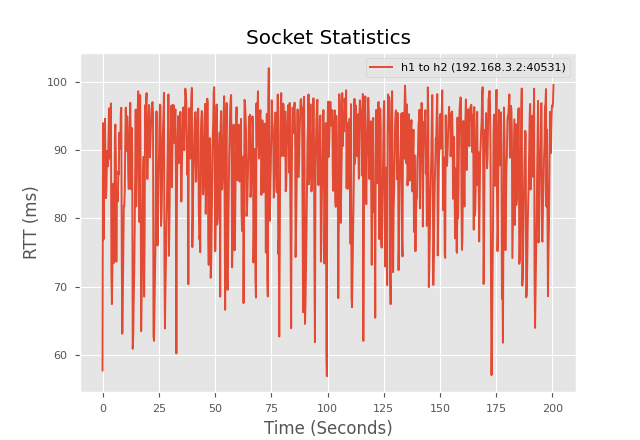 Socket Statistics
h1 to h2 (192.168.3.2:40531)
RTT (ms)
100
90
80
70
60
0 25 50 75 100 125 150 175 200
Time (Seconds)